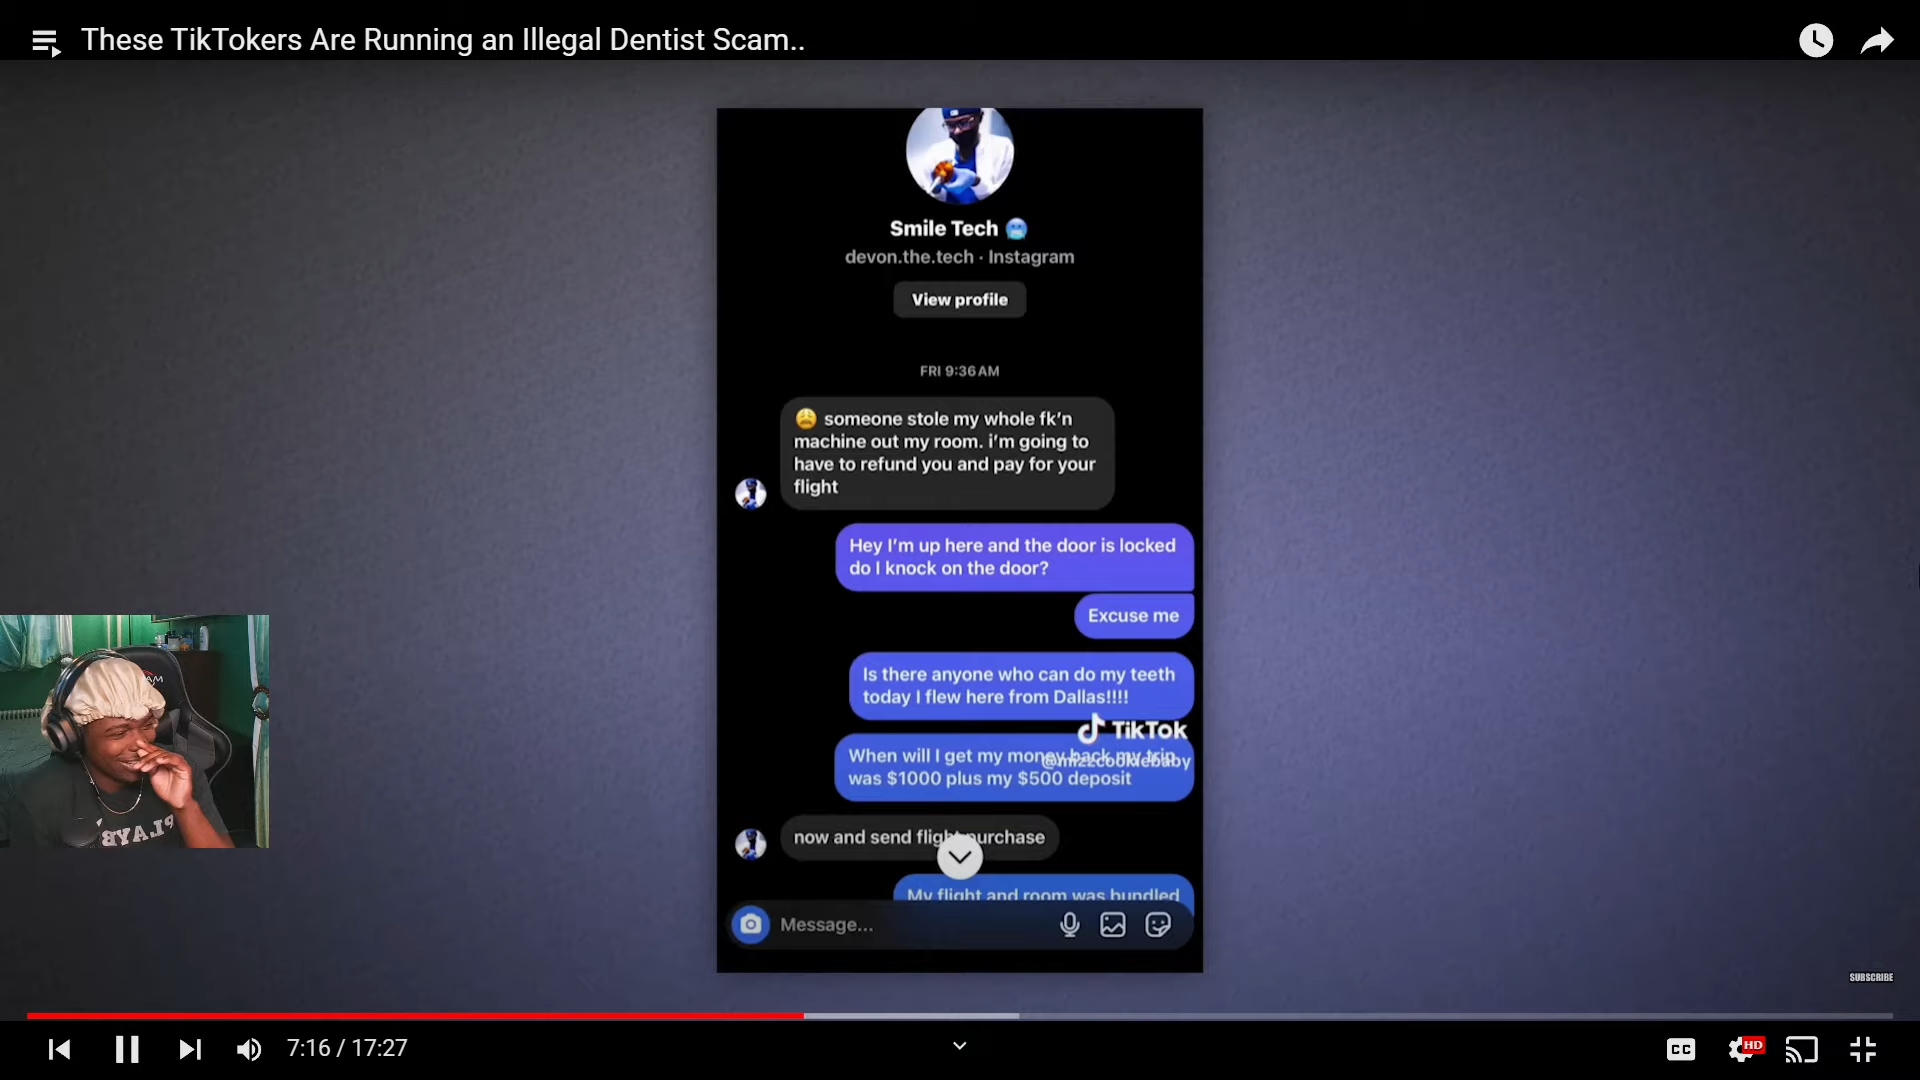 These TikTokers Are Running an Illegal Dentist Scam..
Smile Tech 🥶
devon.the.tech · Instagram
View profile
FRI 9:36 AM
😩 someone stole my whole fk'n
machine out my room. i'm going to
have to refund you and pay for your
flight
Hey I'm up here and the door is locked
do I knock on the door?
Excuse me
Is there anyone who can do my teeth
today I flew here from Dallas!!!!
TikTok
@mizzcookiebaby
When will I get my money back my trip
was $1000 plus my $500 deposit
now and send flight purchase
My flight and room was bundled
Message...
PLAYB
SUBSCRIBE
7:16 / 17:27
CC
HD